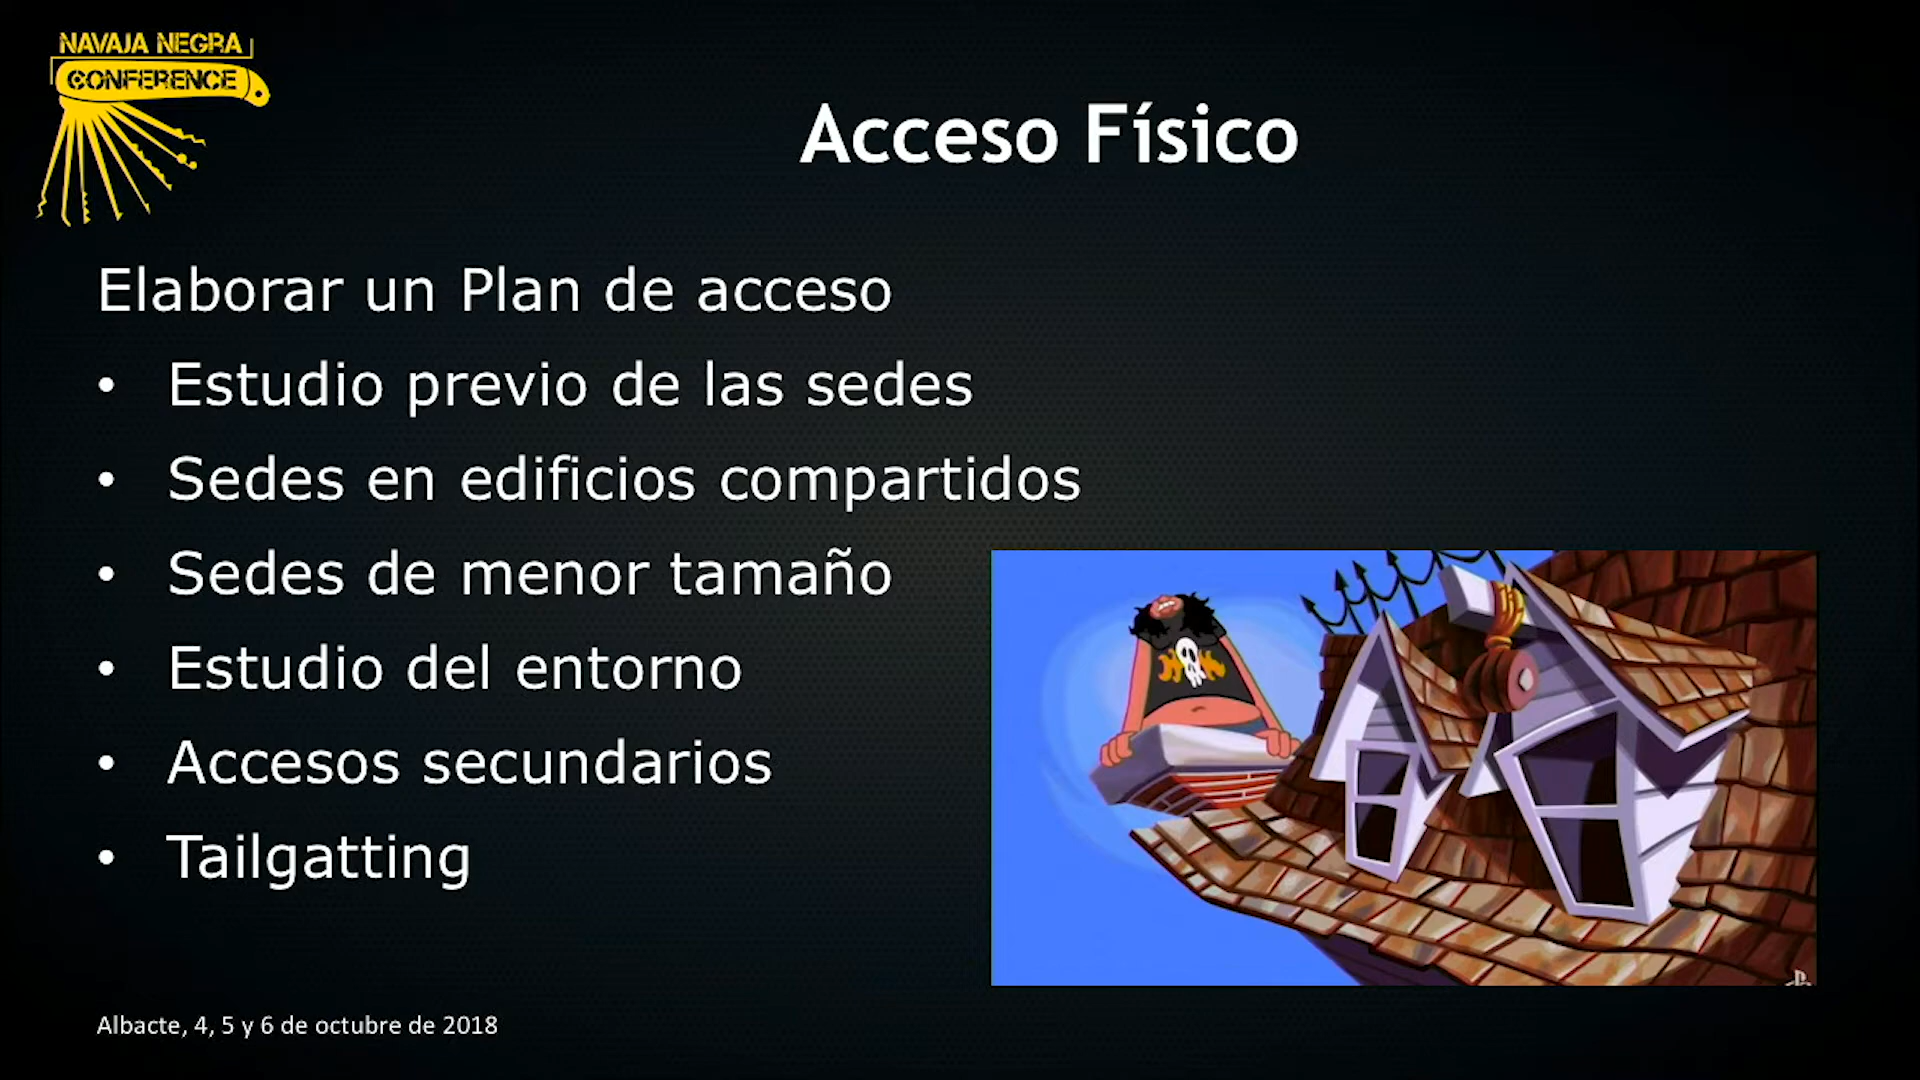 NAVAJA NEGRA
CONFERENCE
Acceso Físico
Elaborar un Plan de acceso
• Estudio previo de las sedes
• Sedes en edificios compartidos
• Sedes de menor tamaño
• Estudio del entorno
• Accesos secundarios
• Tailgatting
Albacte, 4, 5 y 6 de octubre de 2018